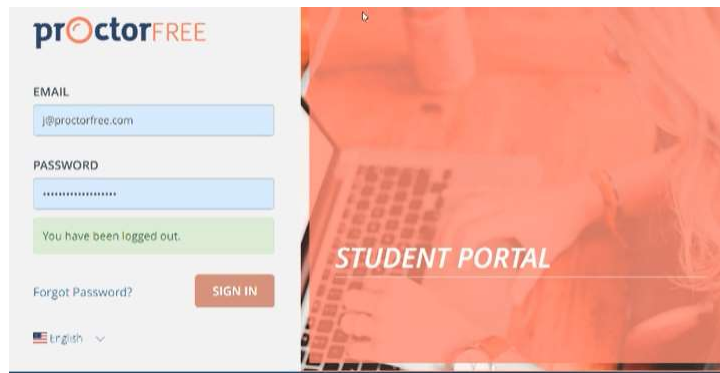 proctorFREE
EMAIL
j@proctorfree.com
PASSWORD
••••••••••••••••••
You have been logged out.
Forgot Password?
SIGN IN
English
STUDENT PORTAL